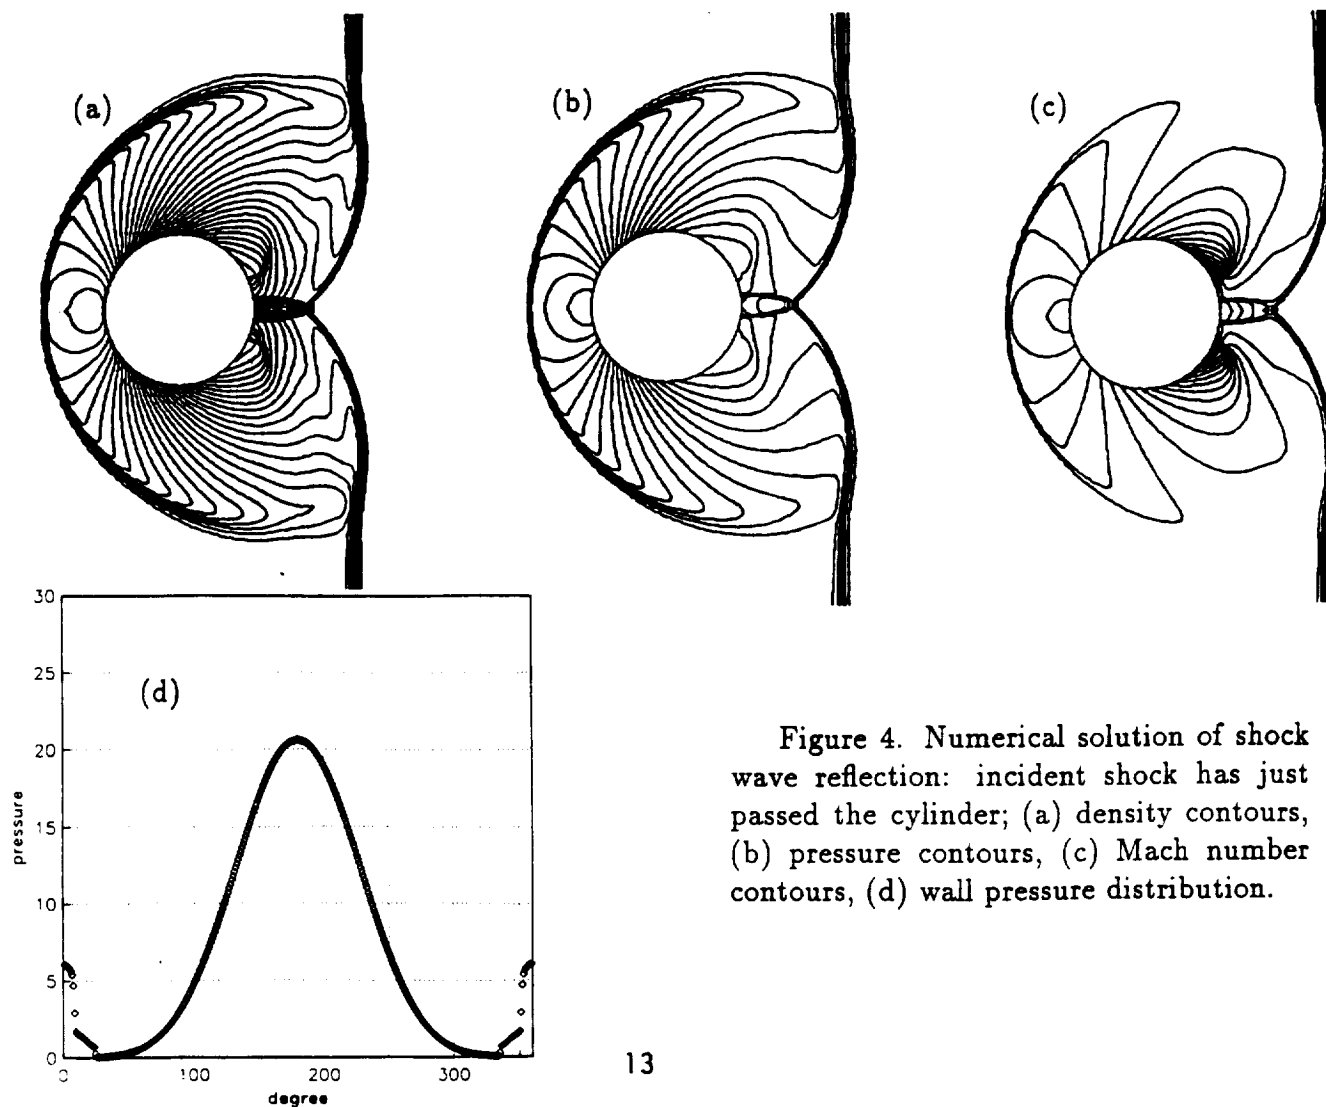 (a)
(b)
(c)
30
25
20
15
10
5
0
pressure
(d)
0
100
200
300
degree
Figure 4. Numerical solution of shock
wave reflection: incident shock has just
passed the cylinder; (a) density contours,
(b) pressure contours, (c) Mach number
contours, (d) wall pressure distribution.
13